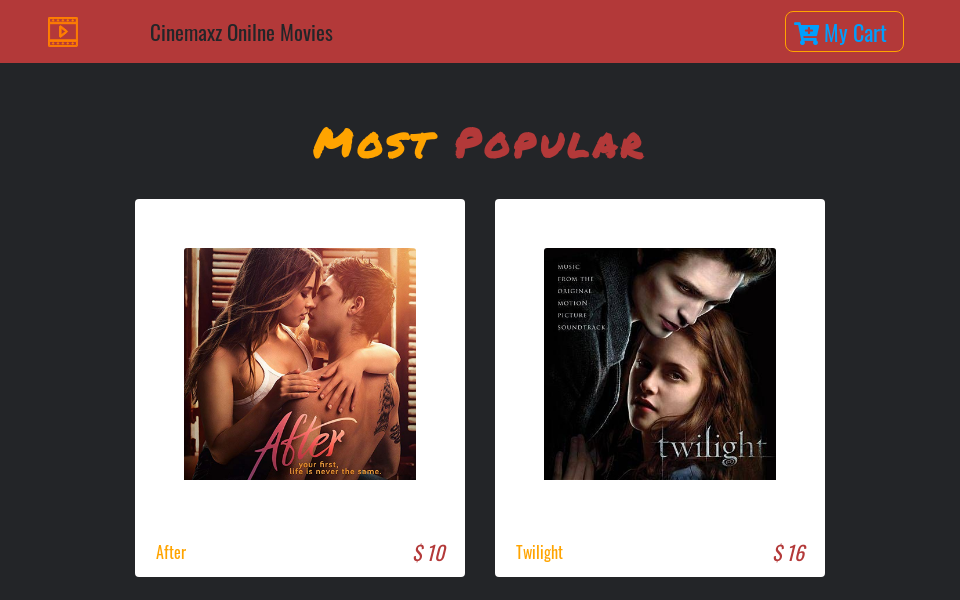 Cinemaxz Onilne Movies
My Cart
Most Popular
After
your first,
life is never the same.
MUSIC
FROM THE
ORIGINAL
MOTION
PICTURE
SOUNDTRACK
twilight
After
$ 10
Twilight
$ 16